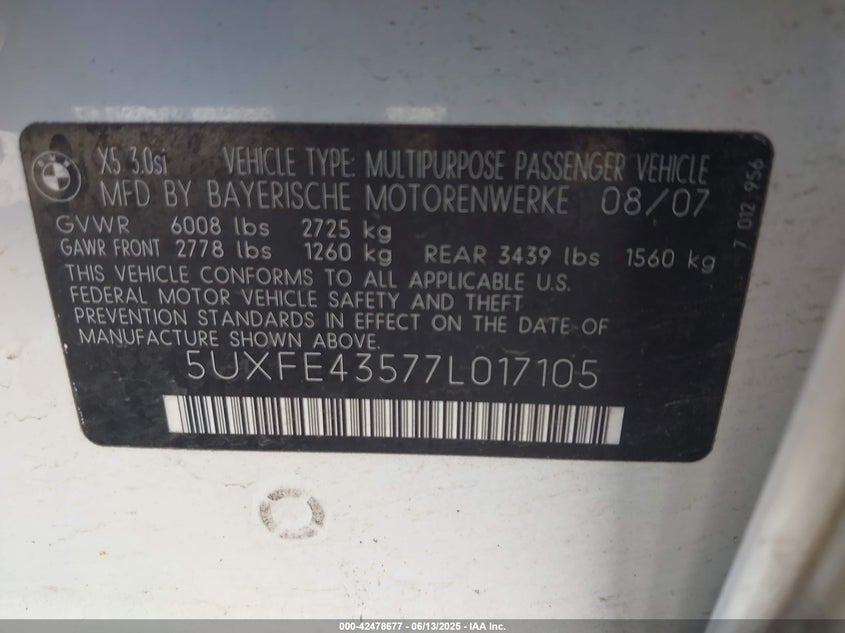 BMW
X5 3.0si VEHICLE TYPE: MULTIPURPOSE PASSENGER VEHICLE
MFD BY BAYERISCHE MOTORENWERKE 08/07
GVWR 6008 lbs 2725 kg
GAWR FRONT 2778 lbs 1260 kg REAR 3439 lbs 1560 kg
THIS VEHICLE CONFORMS TO ALL APPLICABLE U.S.
FEDERAL MOTOR VEHICLE SAFETY AND THEFT
PREVENTION STANDARDS IN EFFECT ON THE DATE OF
MANUFACTURE SHOWN ABOVE.
5UXFE43577L017105
7 012 956
000-42478677 - 06/13/2025 - IAA Inc.